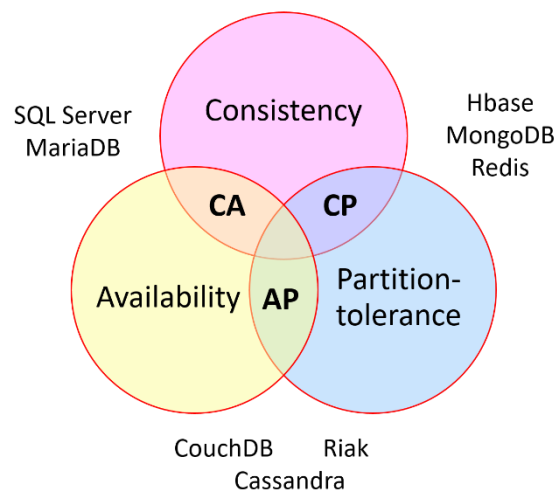 Consistency
SQL Server
MariaDB
Hbase
MongoDB
Redis
CA
CP
Availability
AP
Partition-
tolerance
CouchDB
Riak
Cassandra